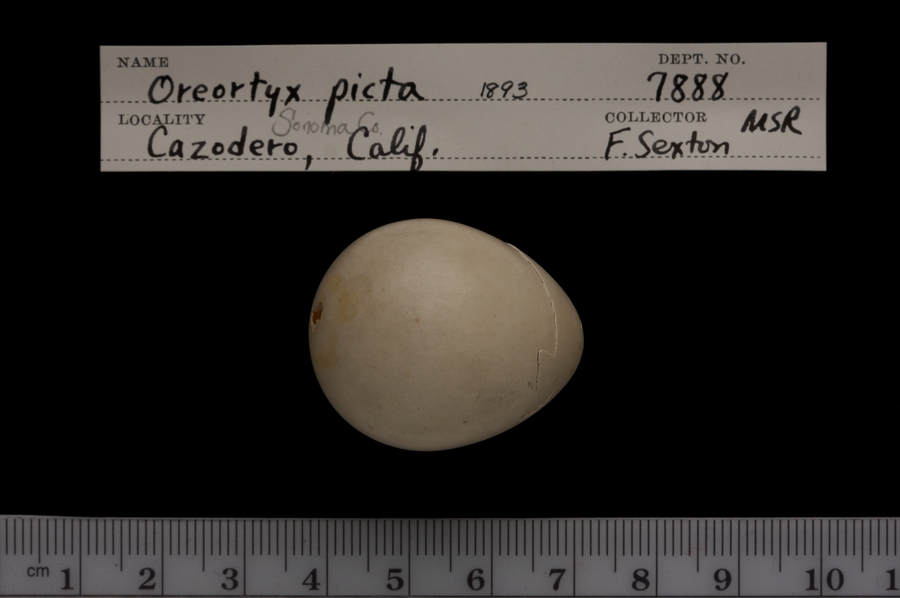 NAME DEPT. NO.
Oreortyx picta 1893 7888
LOCALITY Sonoma Co. COLLECTOR MSR
Cazodero, Calif. F. Sexton
cm 1 2 3 4 5 6 7 8 9 10 1